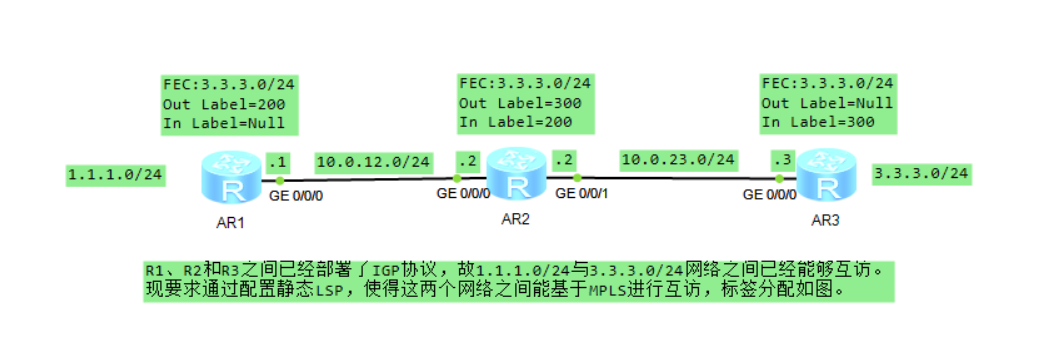 FEC:3.3.3.0/24
Out Label=200
In Label=Null
FEC:3.3.3.0/24
Out Label=300
In Label=200
FEC:3.3.3.0/24
Out Label=Null
In Label=300
1.1.1.0/24
R
.1
10.0.12.0/24
.2
R
.2
10.0.23.0/24
.3
R
3.3.3.0/24
GE 0/0/0
GE 0/0/0
GE 0/0/1
GE 0/0/0
AR1
AR2
AR3
R1、R2和R3之间已经部署了IGP协议，故1.1.1.0/24与3.3.3.0/24网络之间已经能够互访。
现要求通过配置静态LSP，使得这两个网络之间能基于MPLS进行互访，标签分配如图。